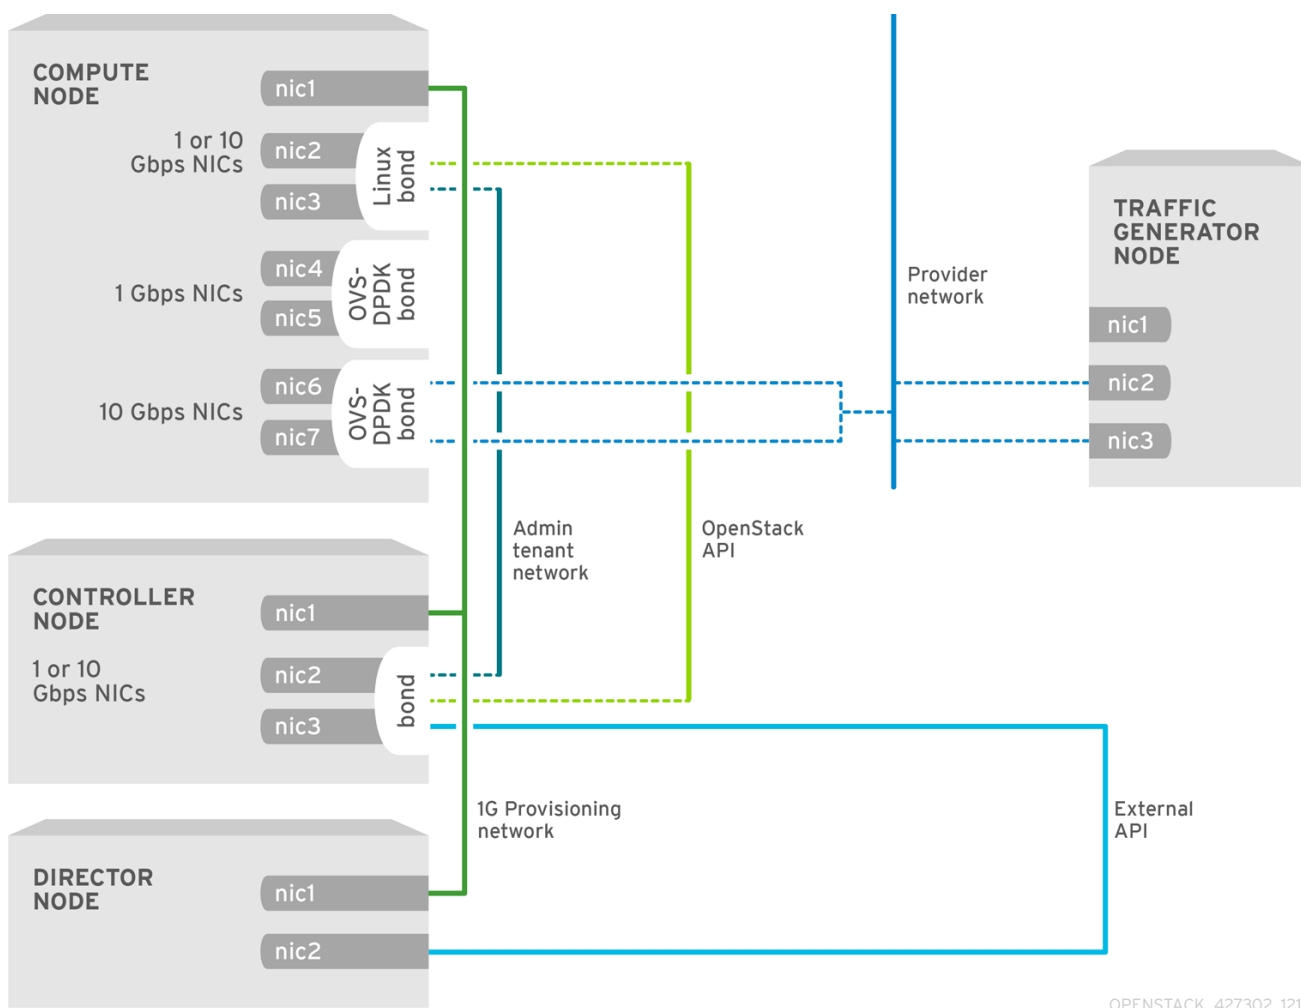 COMPUTE
NODE
nic1
1 or 10
Gbps NICs
nic2
nic3
Linux
bond
1 Gbps NICs
nic4
nic5
OVS-
DPDK
bond
10 Gbps NICs
nic6
nic7
OVS-
DPDK
bond
Provider
network
TRAFFIC
GENERATOR
NODE
nic1
nic2
nic3
Admin
tenant
network
OpenStack
API
CONTROLLER
NODE
nic1
1 or 10
Gbps NICs
nic2
nic3
bond
1G Provisioning
network
External
API
DIRECTOR
NODE
nic1
nic2
OPENSTACK_427302_121